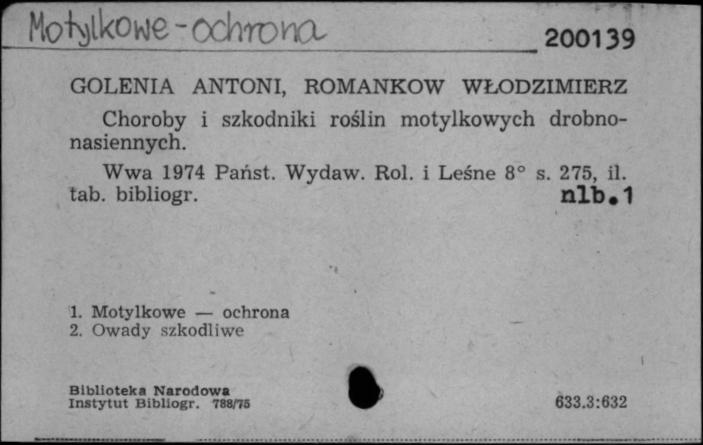 Motylkowe - ochrona
200139
GOLENIA ANTONI, ROMANKOW WŁODZIMIERZ
Choroby i szkodniki roślin motylkowych drobno-
nasiennych.
Wwa 1974 Państ. Wydaw. Rol. i Leśne 8° s. 275, il.
tab. bibliogr. nlb.1
1. Motylkowe — ochrona
2. Owady szkodliwe
Biblioteka Narodowa
Instytut Bibliogr. 788/75 633.3:632